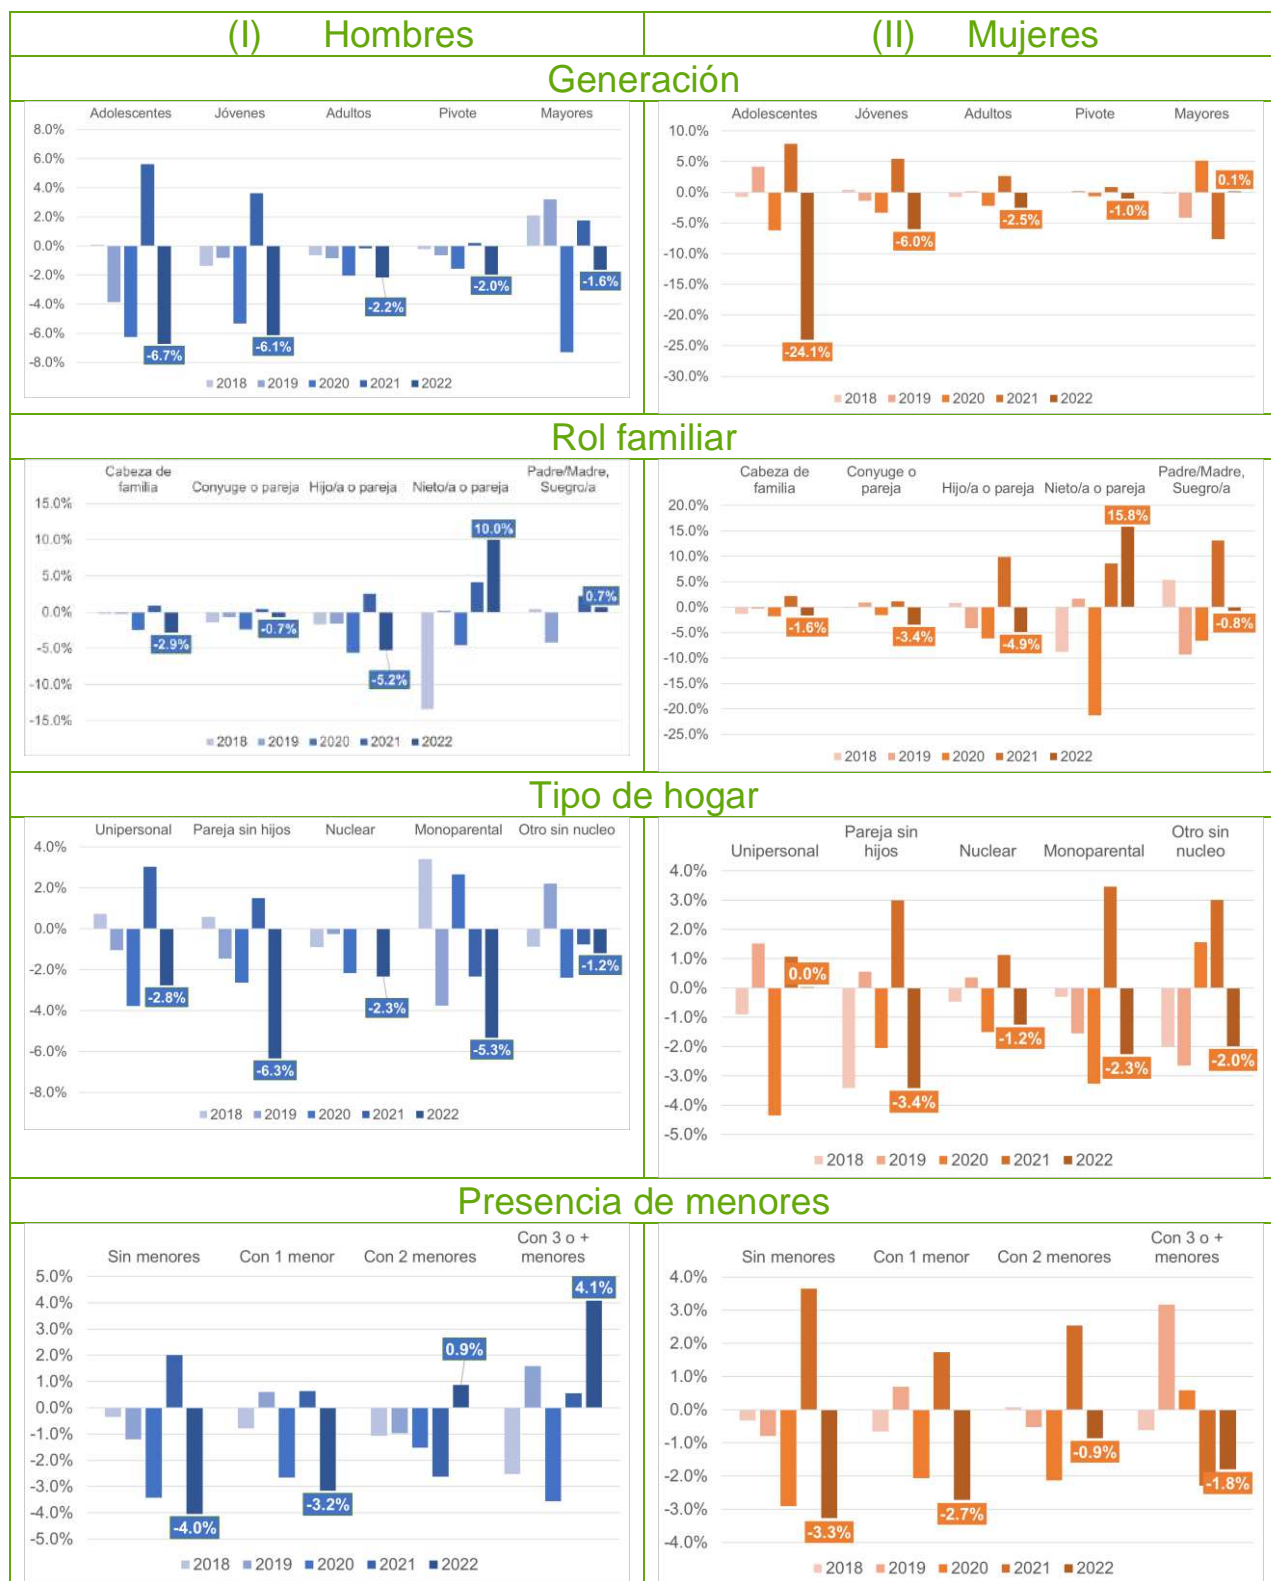 (I) Hombres
(II) Mujeres
Generación
Adolescentes Jóvenes Adultos Pivote Mayores
8.0%
6.0%
4.0%
2.0%
0.0%
-2.0%
-4.0%
-6.0%
-8.0%
-6.7%
-6.1%
-2.2%
-2.0%
-1.6%
2018 2019 2020 2021 2022
Adolescentes Jóvenes Adultos Pivote Mayores
10.0%
5.0%
0.0%
-5.0%
-10.0%
-15.0%
-20.0%
-25.0%
-30.0%
-24.1%
-6.0%
-2.5%
-1.0%
0.1%
2018 2019 2020 2021 2022
Rol familiar
Cabeza de
familia
Conyuge o pareja
Hijo/a o pareja
Nieto/a o pareja
Padre/Madre,
Suegro/a
15.0%
10.0%
5.0%
0.0%
-5.0%
-10.0%
-15.0%
-2.9%
-0.7%
-5.2%
10.0%
0.7%
2018 2019 2020 2021 2022
Cabeza de
familia
Conyuge o
pareja
Hijo/a o pareja
Nieto/a o pareja
Padre/Madre,
Suegro/a
20.0%
15.0%
10.0%
5.0%
0.0%
-5.0%
-10.0%
-15.0%
-20.0%
-25.0%
-1.6%
-3.4%
-4.9%
15.8%
-0.8%
2018 2019 2020 2021 2022
Tipo de hogar
Unipersonal Pareja sin hijos Nuclear Monoparental Otro sin nucleo
4.0%
2.0%
0.0%
-2.0%
-4.0%
-6.0%
-8.0%
-2.8%
-6.3%
-2.3%
-5.3%
-1.2%
2018 2019 2020 2021 2022
Unipersonal
Pareja sin
hijos
Nuclear
Monoparental
Otro sin
nucleo
4.0%
3.0%
2.0%
1.0%
0.0%
-1.0%
-2.0%
-3.0%
-4.0%
-5.0%
0.0%
-3.4%
-1.2%
-2.3%
-2.0%
2018 2019 2020 2021 2022
Presencia de menores
Sin menores
Con 1 menor
Con 2 menores
Con 3 o +
menores
5.0%
4.0%
3.0%
2.0%
1.0%
0.0%
-1.0%
-2.0%
-3.0%
-4.0%
-5.0%
-4.0%
-3.2%
0.9%
4.1%
2018 2019 2020 2021 2022
Sin menores
Con 1 menor
Con 2 menores
Con 3 o +
menores
4.0%
3.0%
2.0%
1.0%
0.0%
-1.0%
-2.0%
-3.0%
-4.0%
-3.3%
-2.7%
-0.9%
-1.8%
2018 2019 2020 2021 2022